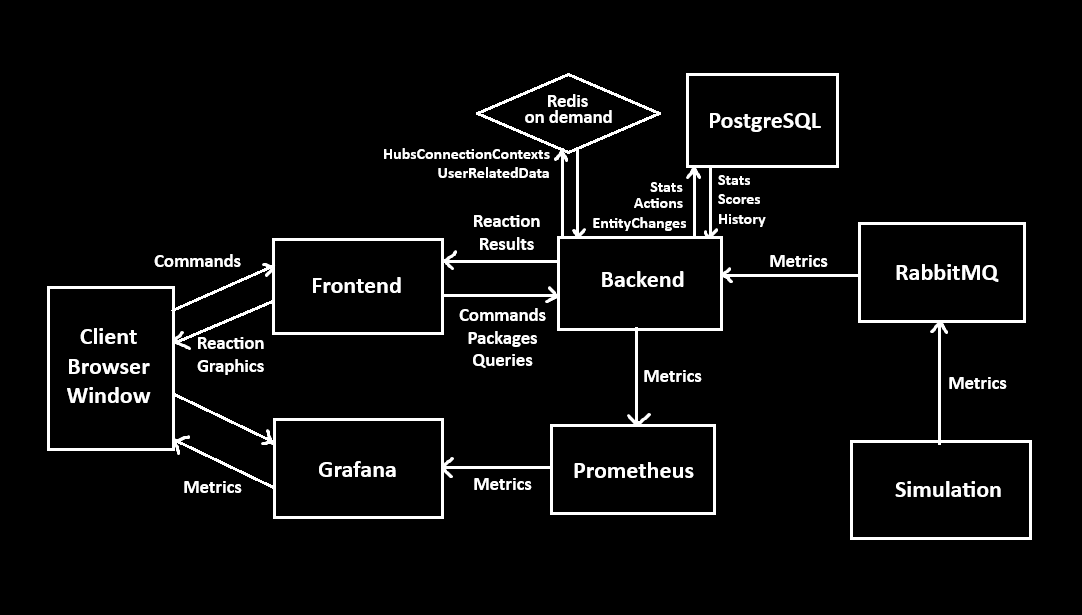 Redis
on demand
PostgreSQL
HubsConnectionContexts
UserRelatedData
Stats
Actions
EntityChanges
Stats
Scores
History
Reaction
Results
Commands
Frontend
Backend
Metrics
RabbitMQ
Commands
Packages
Queries
Client
Browser
Window
Reaction
Graphics
Metrics
Metrics
Grafana
Metrics
Prometheus
Metrics
Simulation